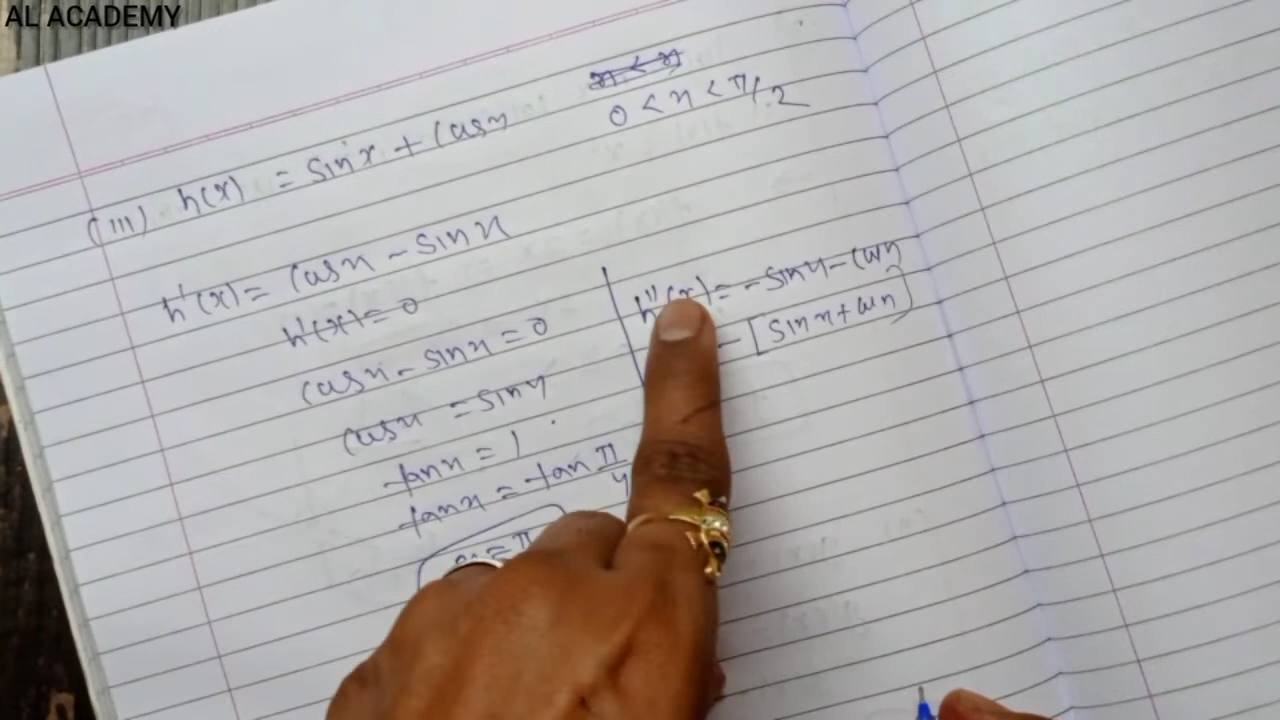 AL ACADEMY
x < x
0 < x < π/2
(III) h(x) = sin x + cos x
h'(x) = cos x - sin x
h'(x) = 0
cos x - sin x = 0
cos x = sin x
tan x = 1
tan x = tan π/4
x = π
h''(x) = - sin x - cos x
- [sin x + cos x]